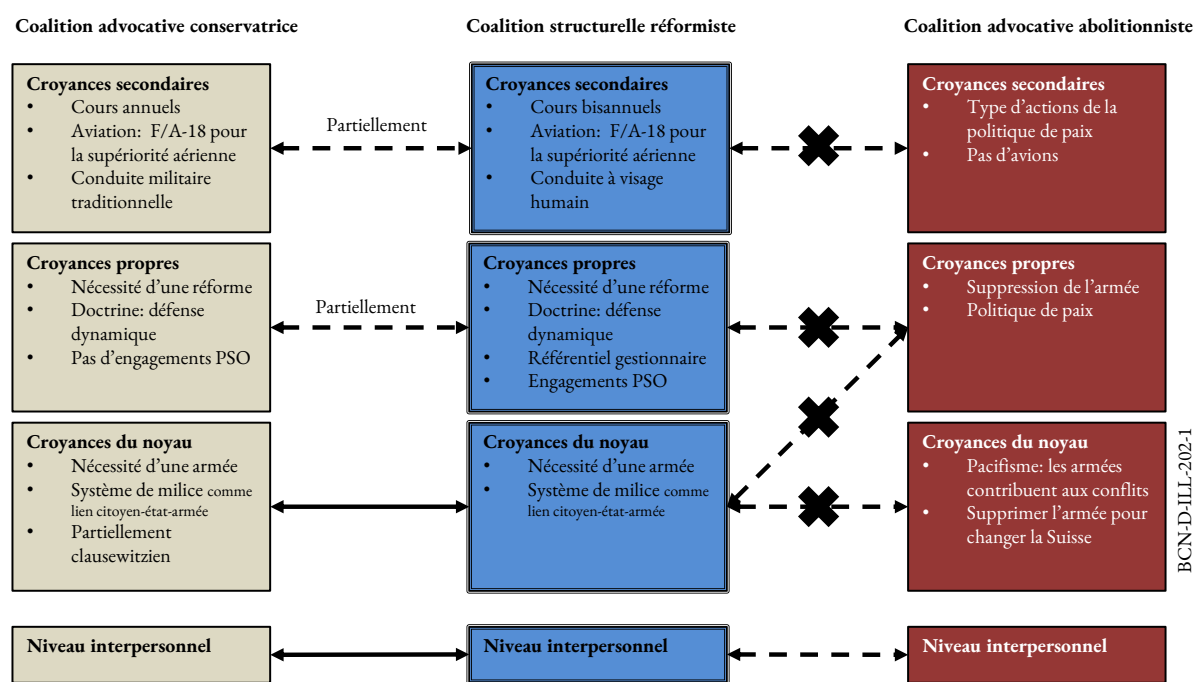 Coalition advocative conservatrice
Coalition structurelle réformiste
Coalition advocative abolitionniste
Croyances secondaires
• Cours annuels
• Aviation: F/A-18 pour
la supériorité aérienne
• Conduite militaire
traditionnelle
Partiellement
Croyances secondaires
• Cours bisannuels
• Aviation: F/A-18 pour
la supériorité aérienne
• Conduite à visage
humain
Croyances secondaires
• Type d’actions de la
politique de paix
• Pas d’avions
Croyances propres
• Nécessité d’une réforme
• Doctrine: défense
dynamique
• Pas d’engagements PSO
Partiellement
Croyances propres
• Nécessité d’une réforme
• Doctrine: défense
dynamique
• Référentiel gestionnaire
• Engagements PSO
Croyances propres
• Suppression de l’armée
• Politique de paix
Croyances du noyau
• Nécessité d’une armée
• Système de milice comme
lien citoyen-état-armée
• Partiellement
clausewitzien
Croyances du noyau
• Nécessité d’une armée
• Système de milice comme
lien citoyen-état-armée
Croyances du noyau
• Pacifisme: les armées
contribuent aux conflits
• Supprimer l’armée pour
changer la Suisse
BCN-D-ILL-202-1
Niveau interpersonnel
Niveau interpersonnel
Niveau interpersonnel